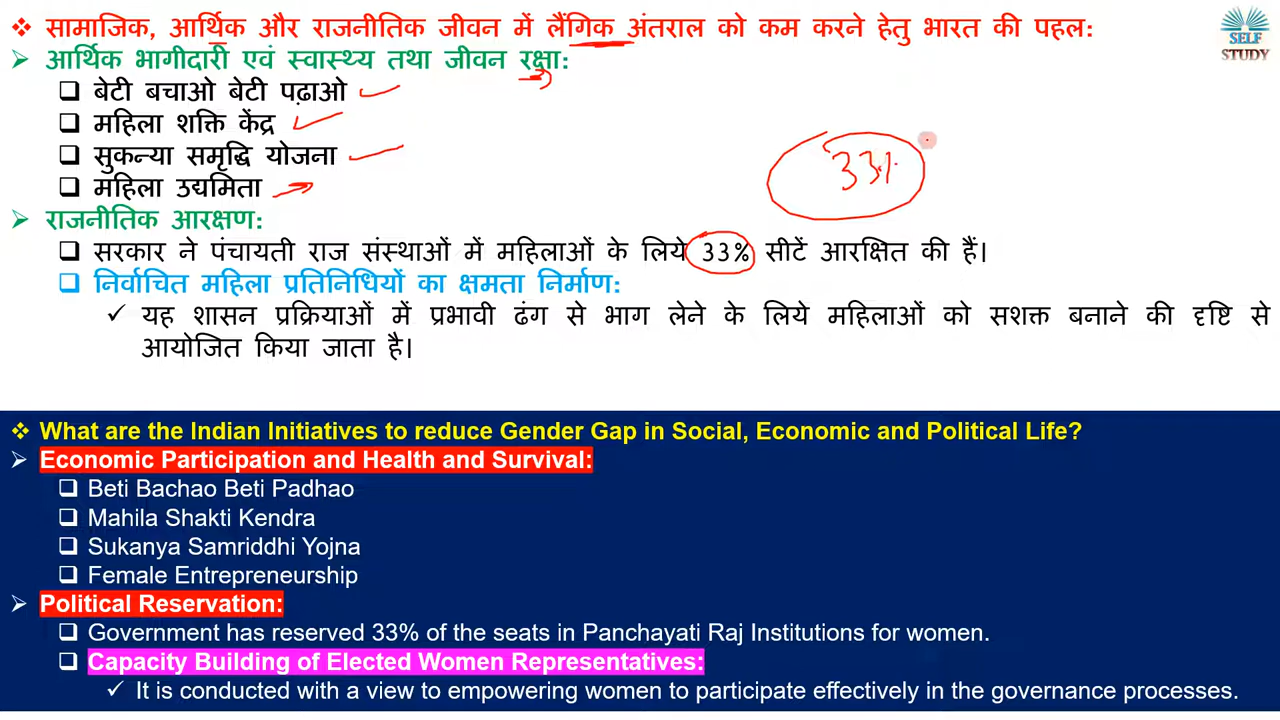 ❖ सामाजिक, आर्थिक और राजनीतिक जीवन में लैंगिक अंतराल को कम करने हेतु भारत की पहल:
SELF
STUDY
➢ आर्थिक भागीदारी एवं स्वास्थ्य तथा जीवन रक्षा:
❑ बेटी बचाओ बेटी पढ़ाओ
❑ महिला शक्ति केंद्र
❑ सुकन्या समृद्धि योजना
❑ महिला उद्यमिता
33%
➢ राजनीतिक आरक्षण:
❑ सरकार ने पंचायती राज संस्थाओं में महिलाओं के लिये 33% सीटें आरक्षित की हैं।
❑ निर्वाचित महिला प्रतिनिधियों का क्षमता निर्माण:
✓ यह शासन प्रक्रियाओं में प्रभावी ढंग से भाग लेने के लिये महिलाओं को सशक्त बनाने की दृष्टि से
आयोजित किया जाता है।
❖ What are the Indian Initiatives to reduce Gender Gap in Social, Economic and Political Life?
➢ Economic Participation and Health and Survival:
❑ Beti Bachao Beti Padhao
❑ Mahila Shakti Kendra
❑ Sukanya Samriddhi Yojna
❑ Female Entrepreneurship
➢ Political Reservation:
❑ Government has reserved 33% of the seats in Panchayati Raj Institutions for women.
❑ Capacity Building of Elected Women Representatives:
✓ It is conducted with a view to empowering women to participate effectively in the governance processes.